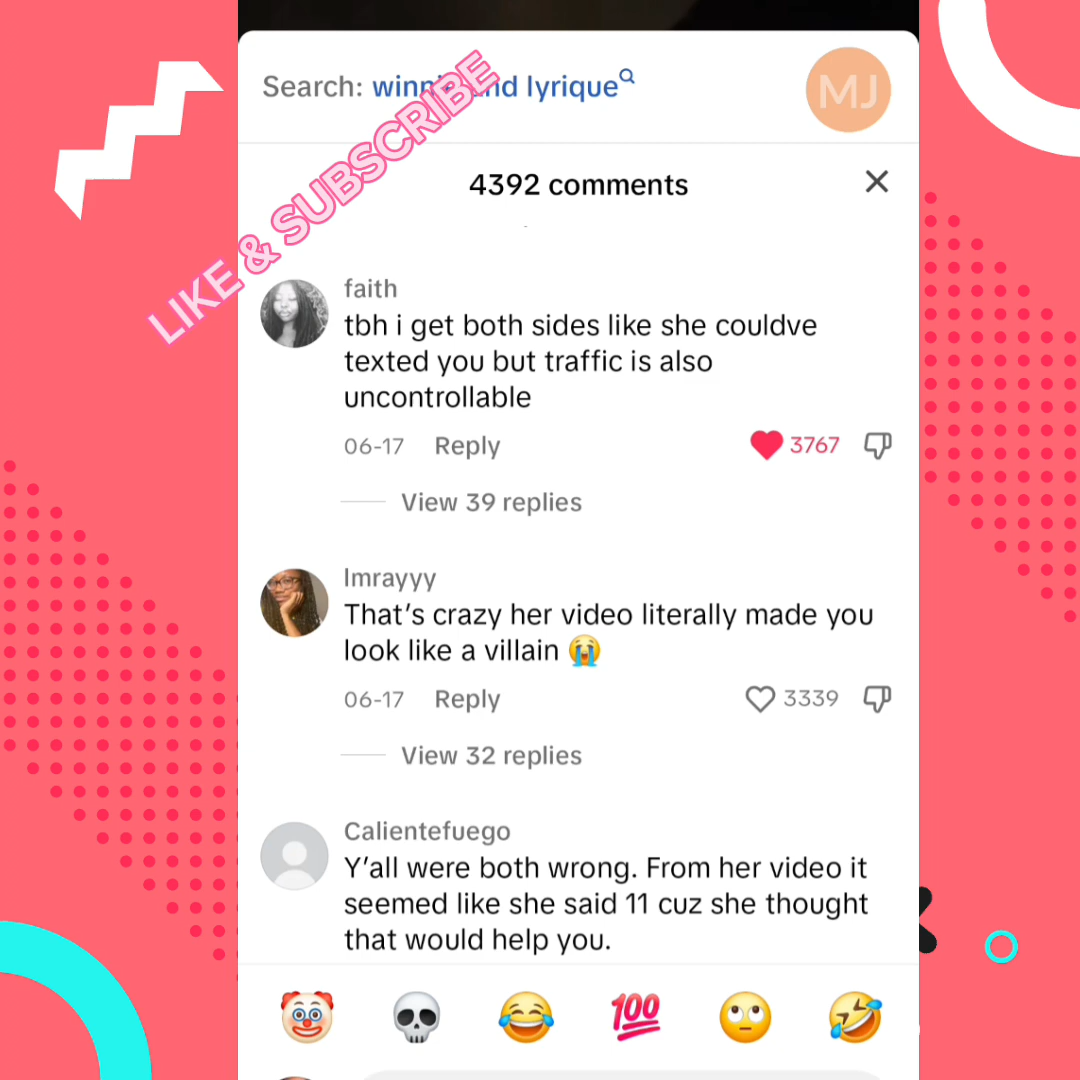 Search: winni and lyrique
MJ
LIKE & SUBSCRIBE
4392 comments
faith
tbh i get both sides like she couldve
texted you but traffic is also
uncontrollable
06-17 Reply 3767
View 39 replies
lmrayyy
That's crazy her video literally made you
look like a villain 😭
06-17 Reply 3339
View 32 replies
Calientefuego
Y'all were both wrong. From her video it
seemed like she said 11 cuz she thought
that would help you.
🤡 💀 😂 💯 🙄 🤣